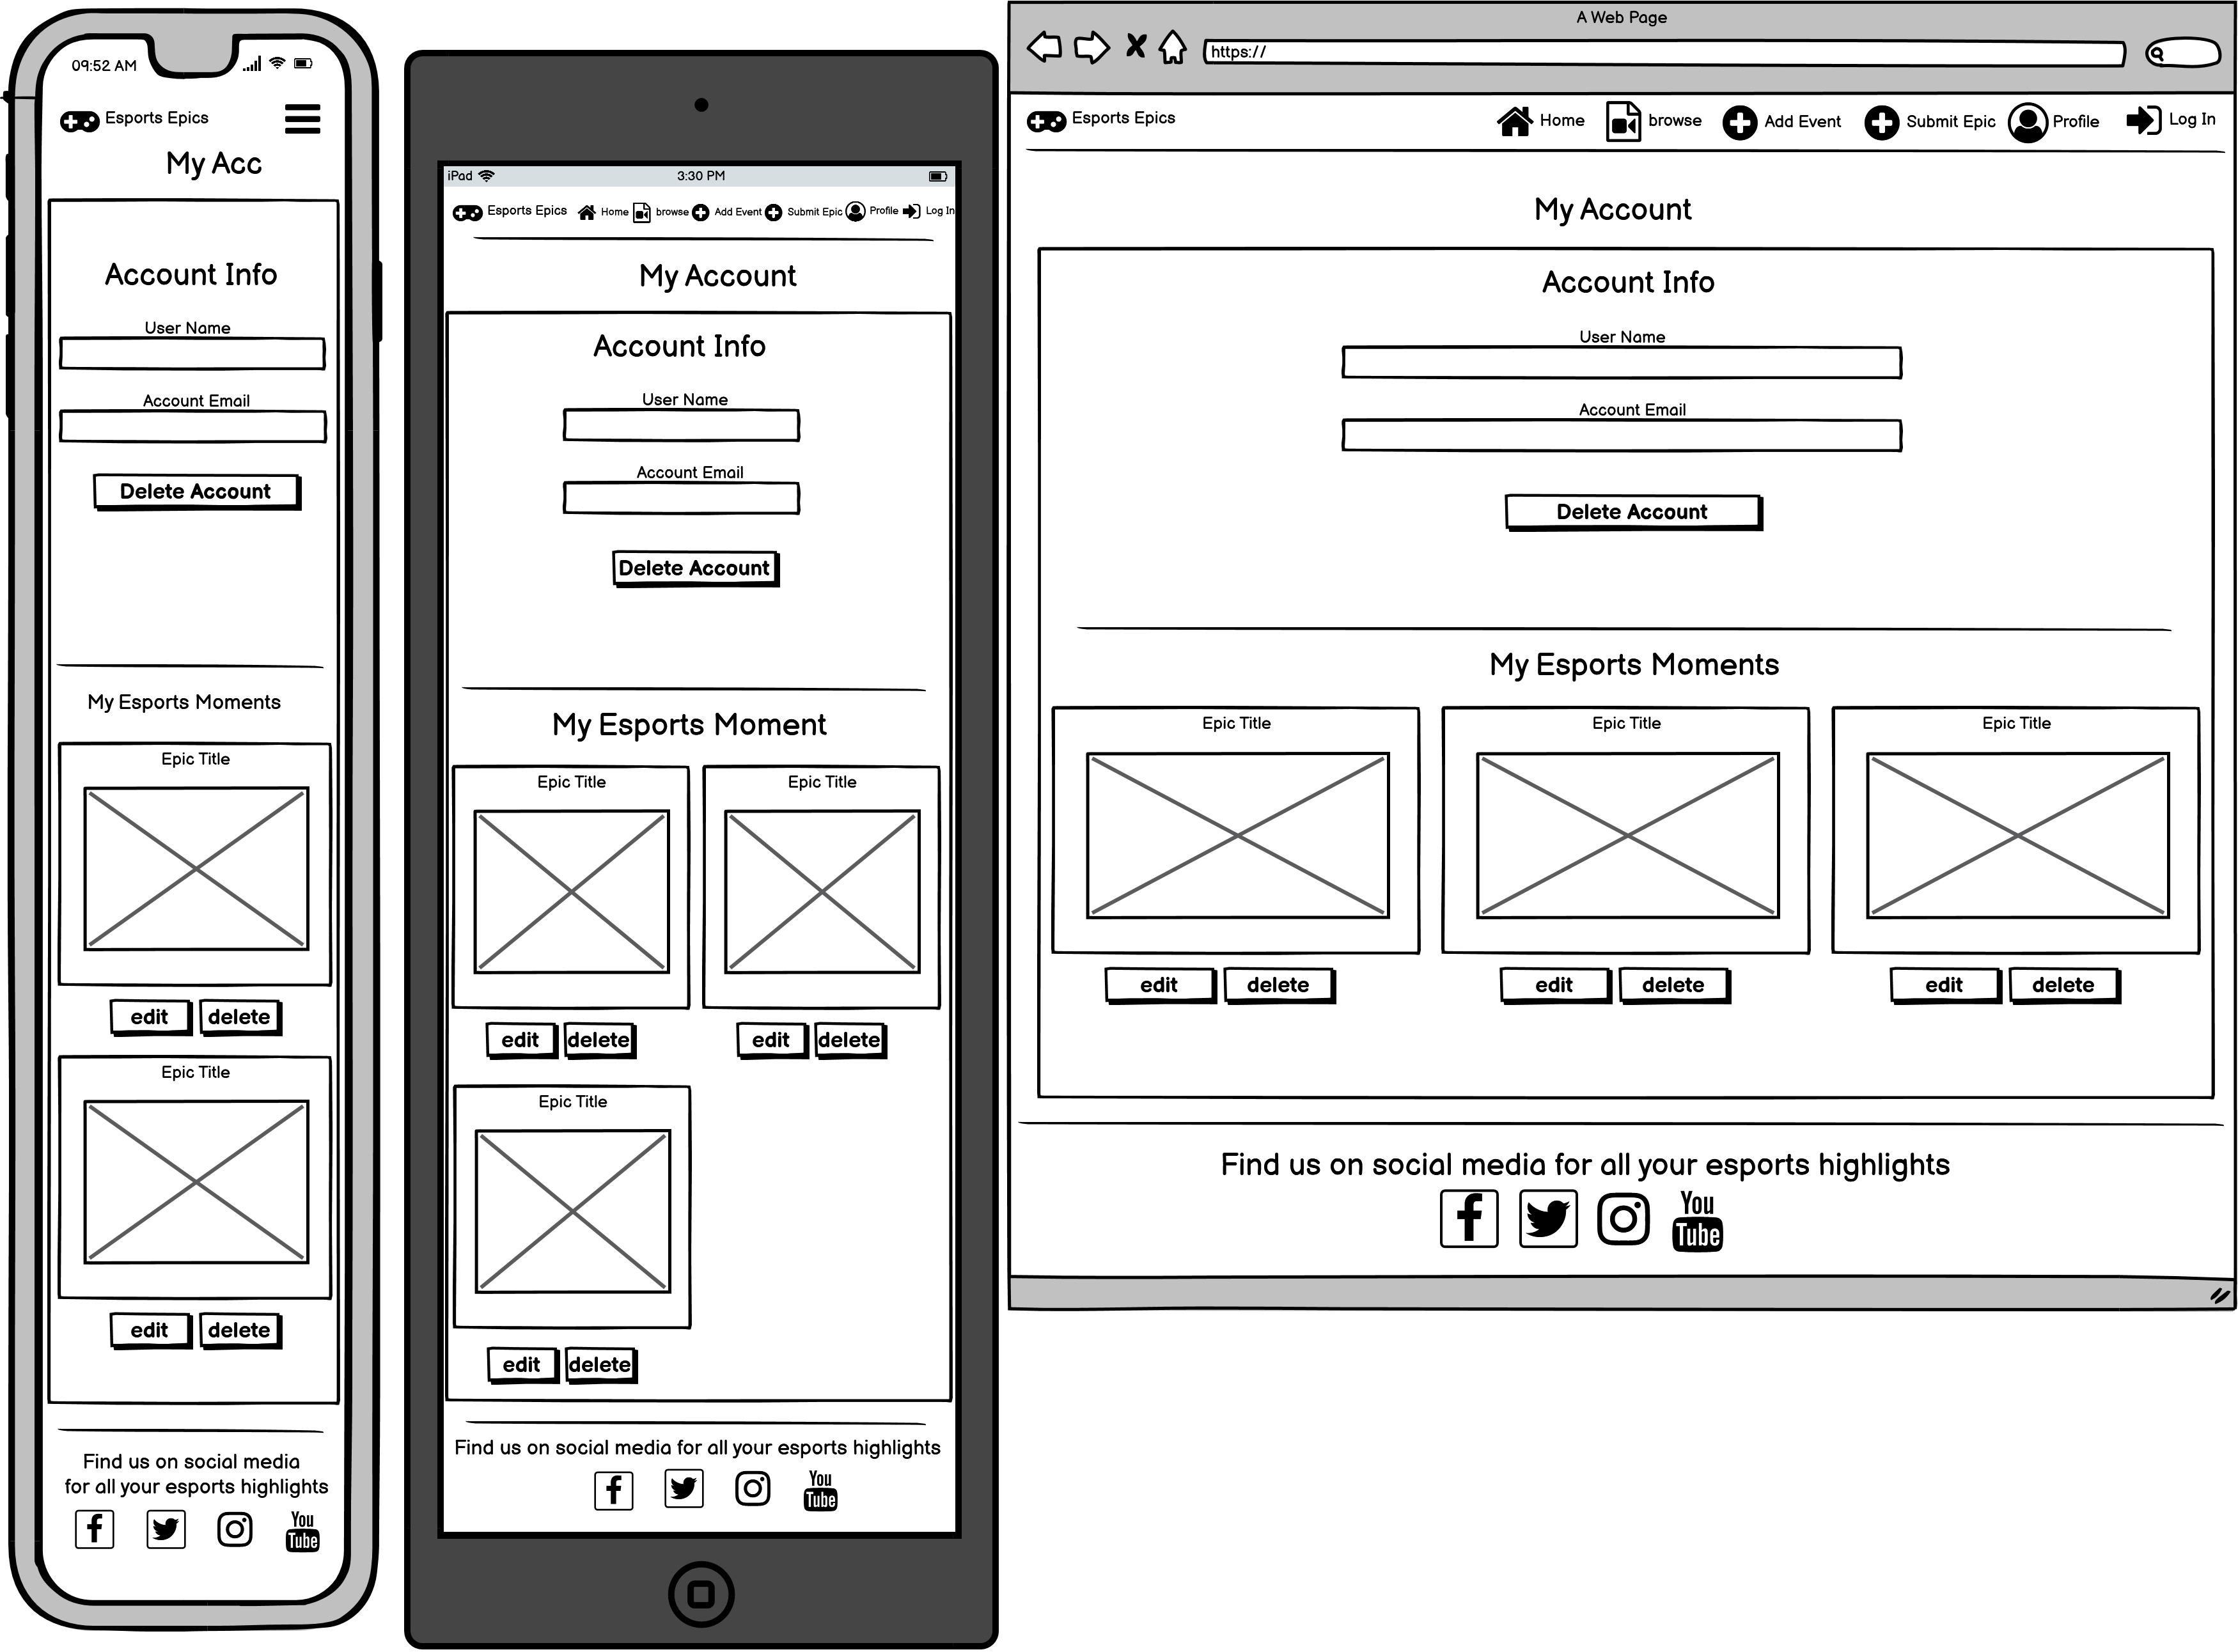 09:52 AM
Esports Epics
My Acc
Account Info
User Name
Account Email
Delete Account
My Esports Moments
Epic Title
edit delete
Epic Title
edit delete
Find us on social media
for all your esports highlights
f
You
Tube
iPad 3:30 PM
Esports Epics Home browse Add Event Submit Epic Profile Log In
My Account
Account Info
User Name
Account Email
Delete Account
My Esports Moment
Epic Title Epic Title
edit delete edit delete
Epic Title
edit delete
Find us on social media for all your esports highlights
f
You
Tube
A Web Page
https://
Esports Epics Home browse Add Event Submit Epic Profile Log In
My Account
Account Info
User Name
Account Email
Delete Account
My Esports Moments
Epic Title Epic Title Epic Title
edit delete edit delete edit delete
Find us on social media for all your esports highlights
f
You
Tube